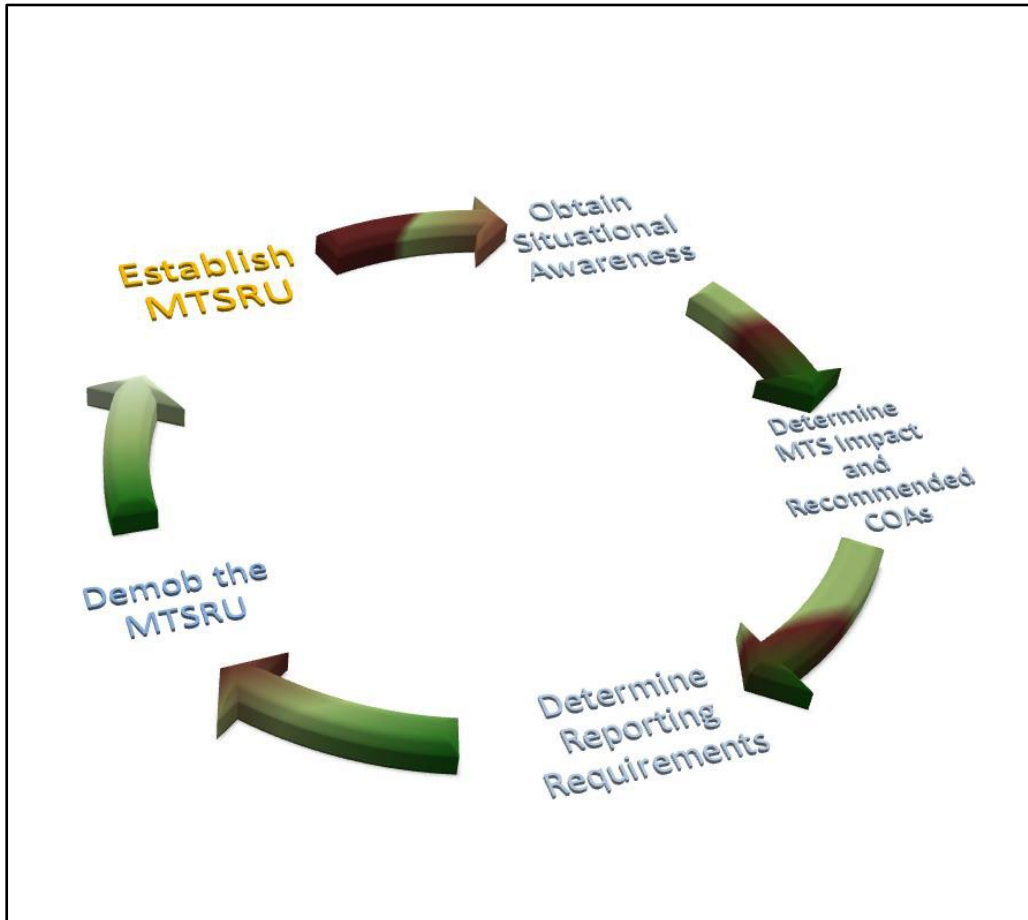 Establish
MTSRU
Obtain
Situational
Awareness
Determine
MTS Impact
and
Recommended
COAs
Determine
Reporting
Requirements
Demob the
MTSRU